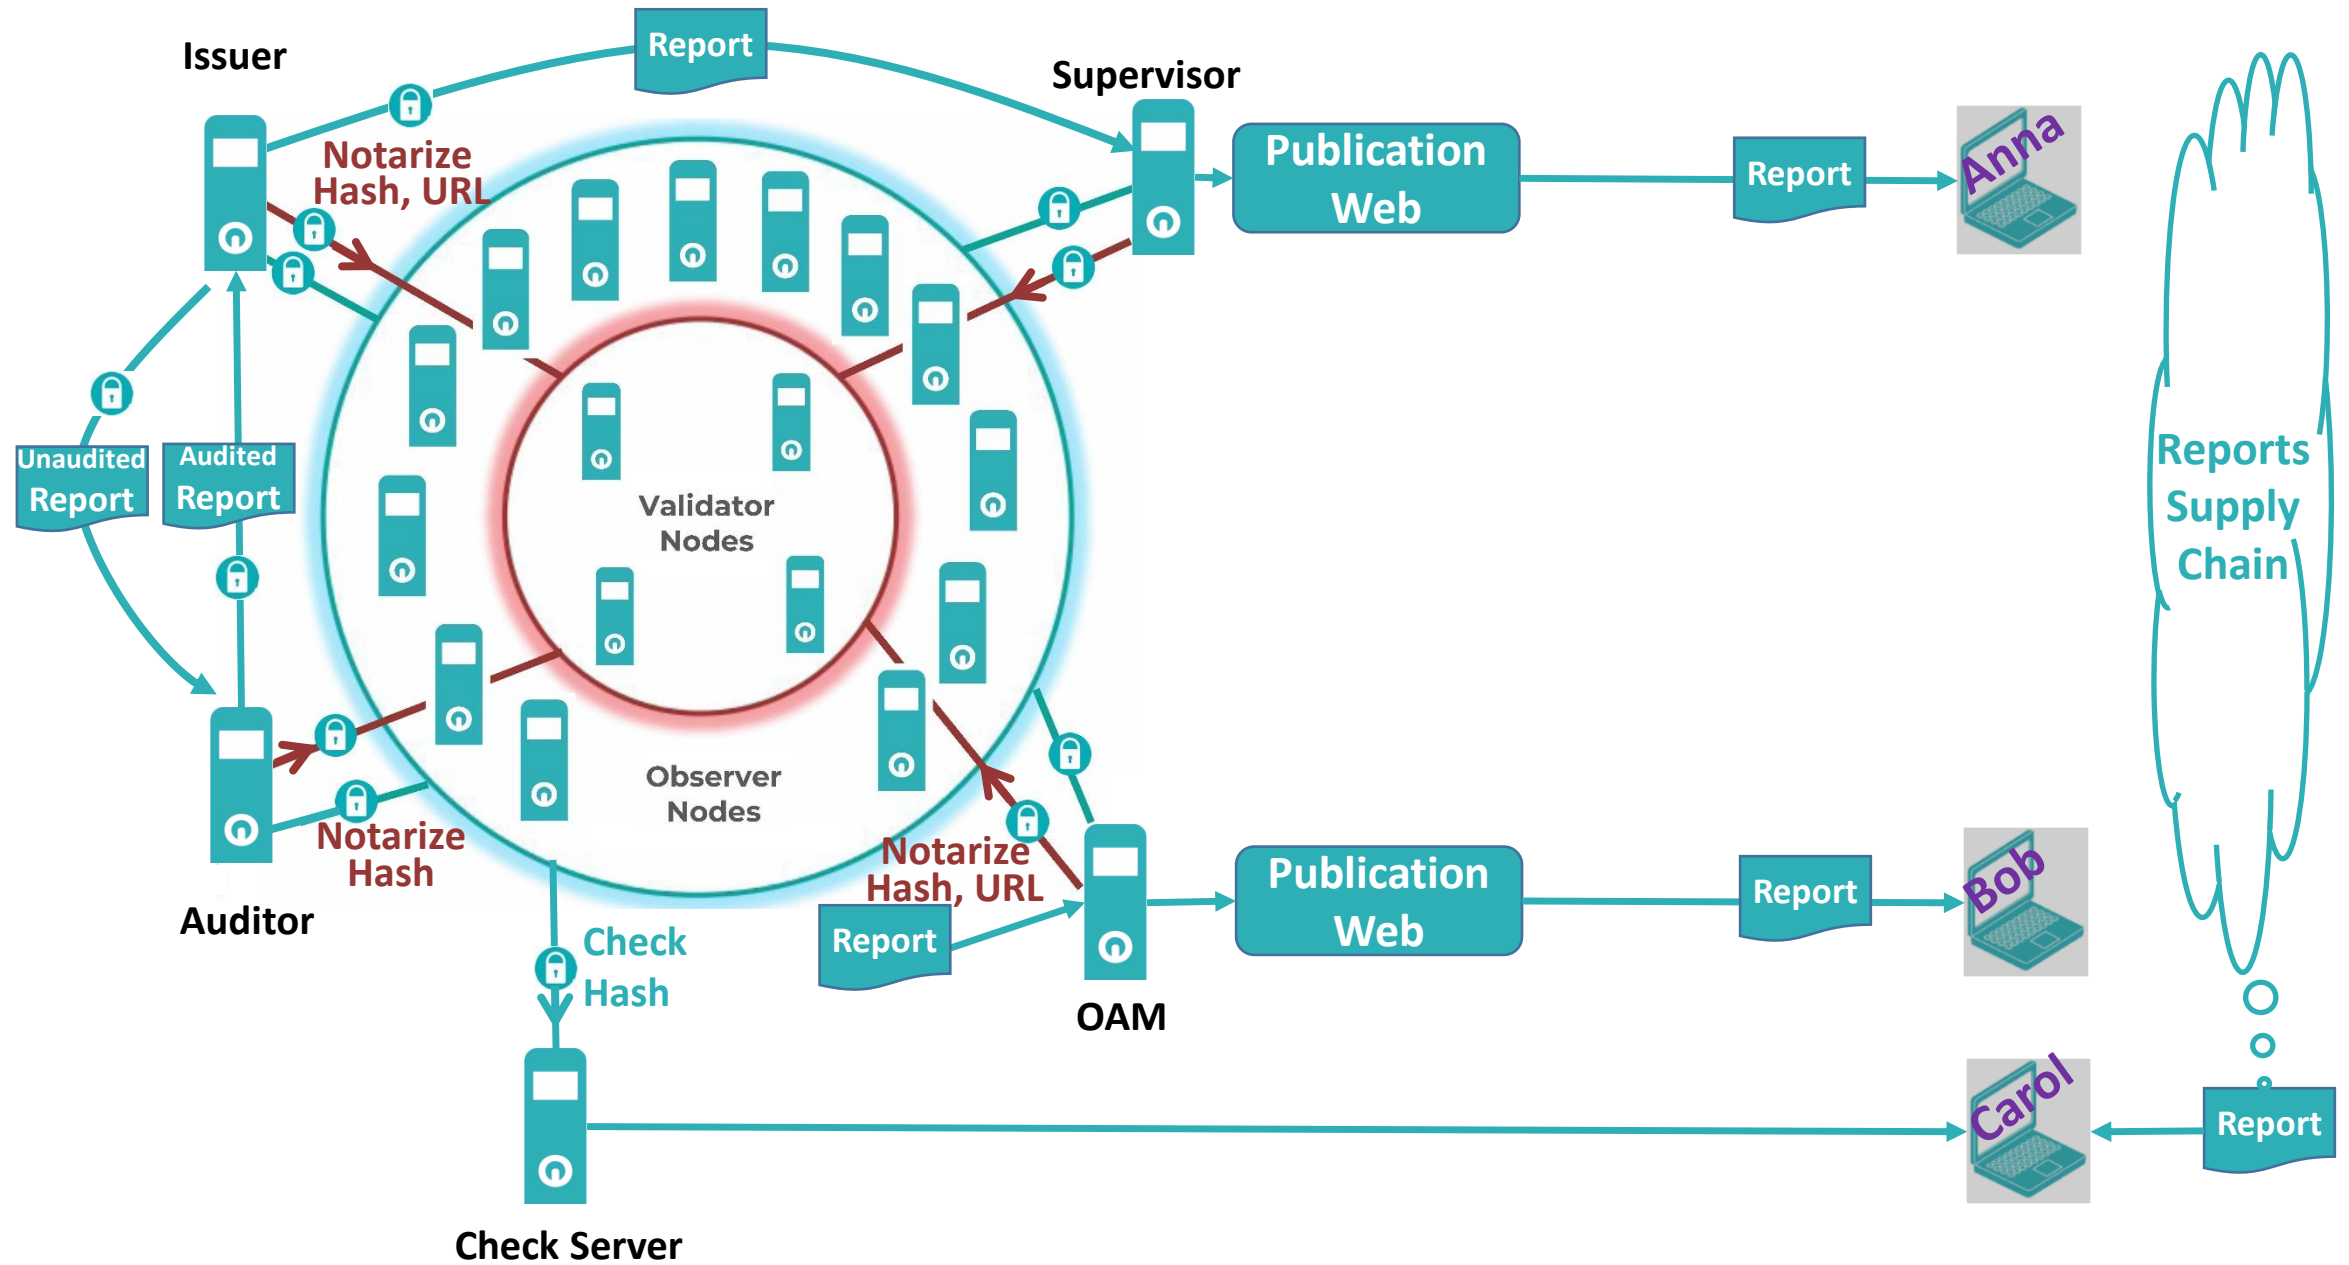 Issuer
Report
Supervisor
Notarize
Hash, URL
Publication
Web
Report
Anna
Unaudited
Report
Audited
Report
Validator
Nodes
Reports
Supply
Chain
Observer
Nodes
Notarize
Hash
Auditor
Notarize
Hash, URL
Report
OAM
Publication
Web
Report
Bob
Check
Hash
Check Server
Carol
Report